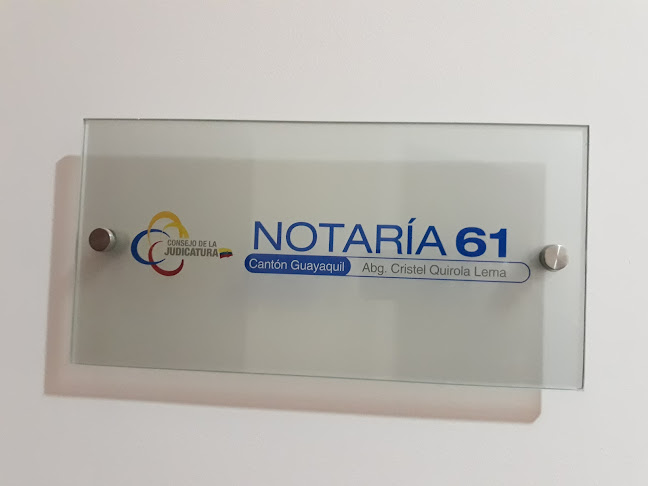 CONSEJO DE LA
JUDICATURA
NOTARÍA 61
Cantón Guayaquil Abg. Cristel Quirola Lema